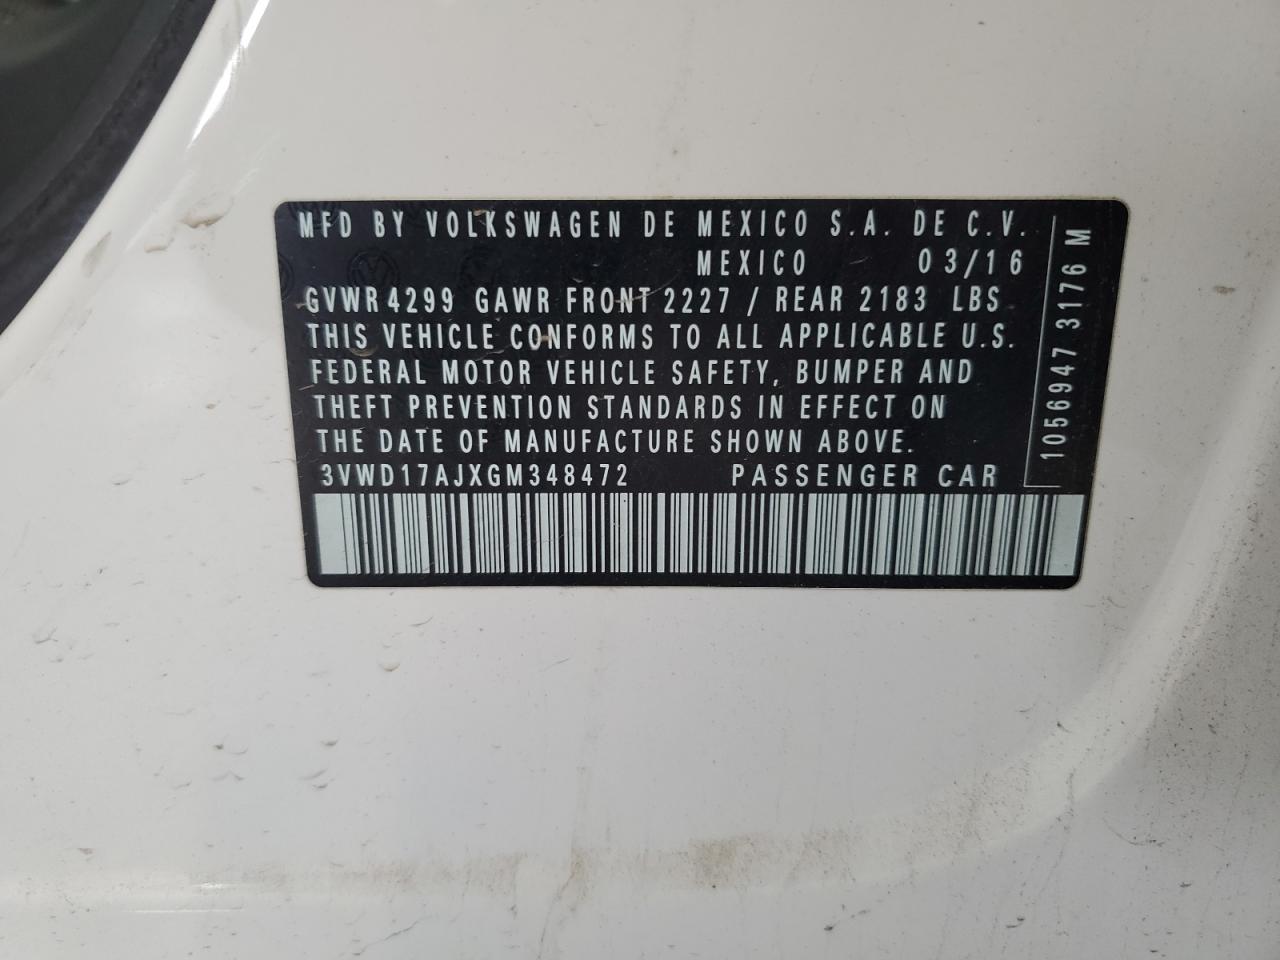 MFD BY VOLKSWAGEN DE MEXICO S.A. DE C.V.
MEXICO 03/16
GVWR 4299 GAWR FRONT 2227 / REAR 2183 LBS
THIS VEHICLE CONFORMS TO ALL APPLICABLE U.S.
FEDERAL MOTOR VEHICLE SAFETY, BUMPER AND
THEFT PREVENTION STANDARDS IN EFFECT ON
THE DATE OF MANUFACTURE SHOWN ABOVE.
3VWD17AJXGM348472 PASSENGER CAR
1056947 3176 M